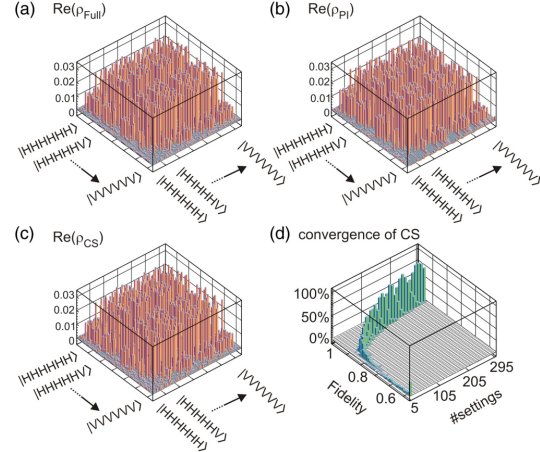 (a) Re(ρFull)
0.03
0.02
0.01
0
|HHHHHH⟩
|HHHHHV⟩
|VVVVVV⟩
|HHHHHH⟩
|HHHHHV⟩
|VVVVVV⟩
(b) Re(ρPI)
0.03
0.02
0.01
0
|HHHHHH⟩
|HHHHHV⟩
|VVVVVV⟩
|HHHHHH⟩
|HHHHHV⟩
|VVVVVV⟩
(c) Re(ρCS)
0.03
0.02
0.01
0
|HHHHHH⟩
|HHHHHV⟩
|VVVVVV⟩
|HHHHHH⟩
|HHHHHV⟩
|VVVVVV⟩
(d) convergence of CS
100%
50%
0%
1
0.8
0.6
Fidelity
5
105
205
295
#settings